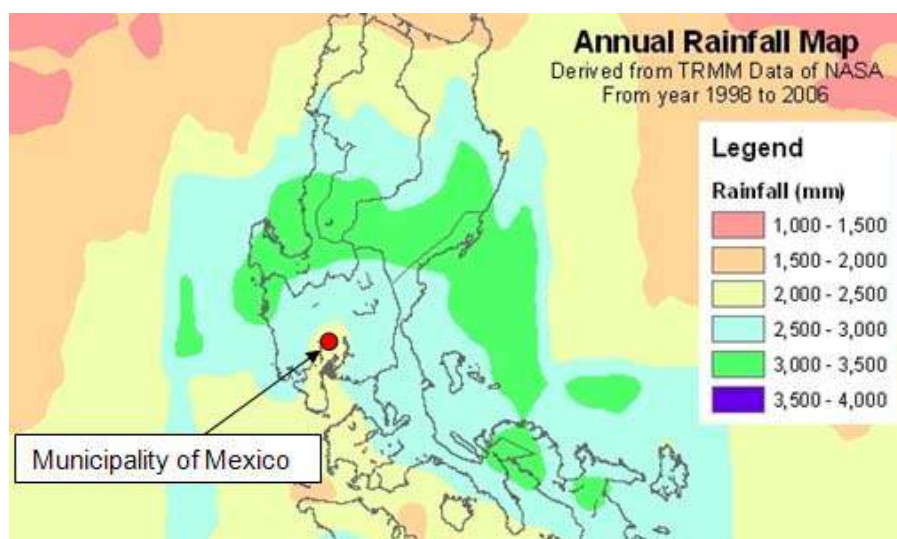 Annual Rainfall Map
Derived from TRMM Data of NASA
From year 1998 to 2006
Legend
Rainfall (mm)
1,000 - 1,500
1,500 - 2,000
2,000 - 2,500
2,500 - 3,000
3,000 - 3,500
3,500 - 4,000
Municipality of Mexico